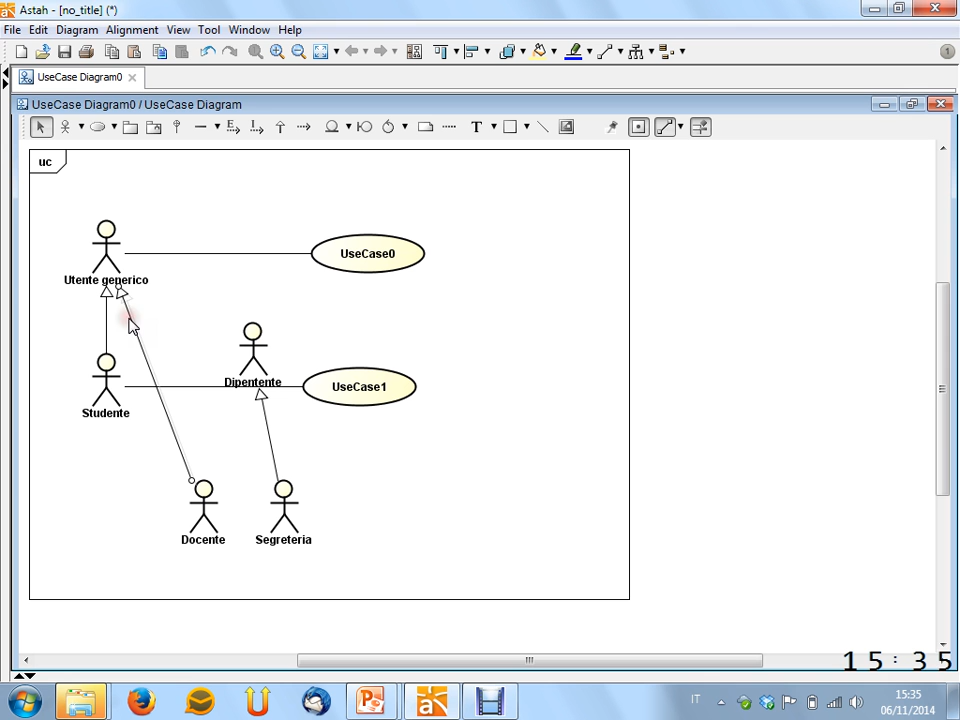 Astah - [no_title] (*)
File Edit Diagram Alignment View Tool Window Help
1
UseCase Diagram0
UseCase Diagram0 / UseCase Diagram
T
uc
UseCase0
Utente generico
Dipentente
UseCase1
Studente
Docente
Segreteria
15:35
IT
15:35
06/11/2014